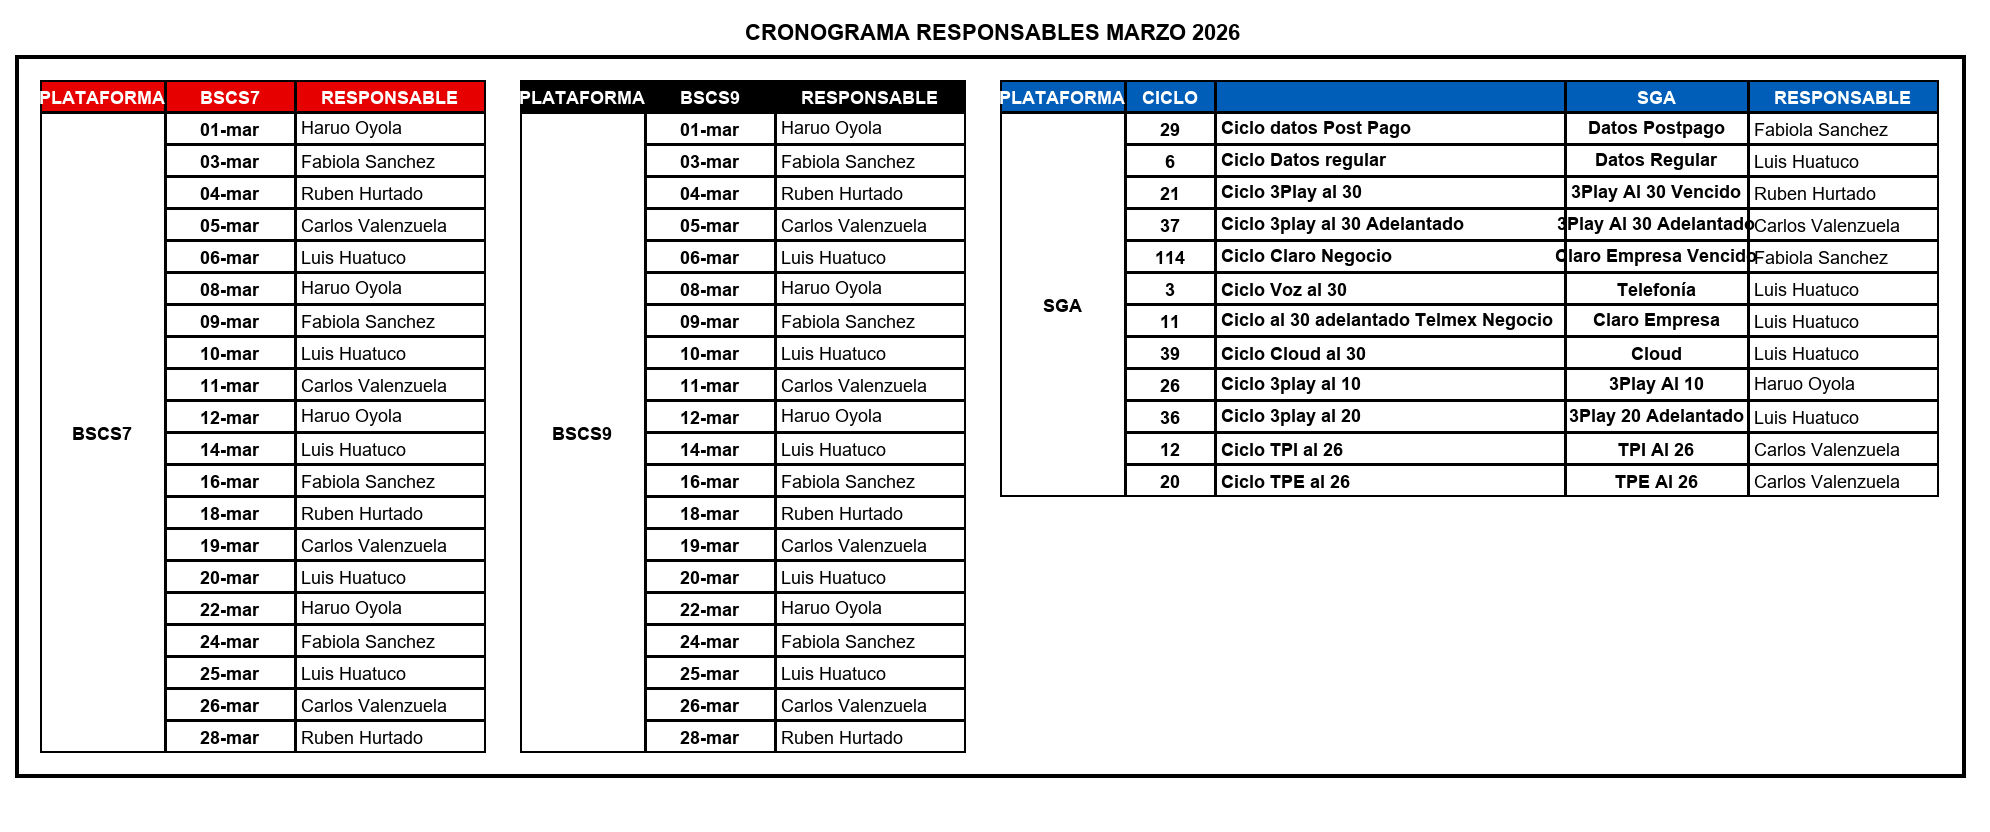 CRONOGRAMA RESPONSABLES MARZO 2026
PLATAFORMA BSCS7 RESPONSABLE
BSCS7
01-mar Haruo Oyola
03-mar Fabiola Sanchez
04-mar Ruben Hurtado
05-mar Carlos Valenzuela
06-mar Luis Huatuco
08-mar Haruo Oyola
09-mar Fabiola Sanchez
10-mar Luis Huatuco
11-mar Carlos Valenzuela
12-mar Haruo Oyola
14-mar Luis Huatuco
16-mar Fabiola Sanchez
18-mar Ruben Hurtado
19-mar Carlos Valenzuela
20-mar Luis Huatuco
22-mar Haruo Oyola
24-mar Fabiola Sanchez
25-mar Luis Huatuco
26-mar Carlos Valenzuela
28-mar Ruben Hurtado
PLATAFORMA BSCS9 RESPONSABLE
BSCS9
01-mar Haruo Oyola
03-mar Fabiola Sanchez
04-mar Ruben Hurtado
05-mar Carlos Valenzuela
06-mar Luis Huatuco
08-mar Haruo Oyola
09-mar Fabiola Sanchez
10-mar Luis Huatuco
11-mar Carlos Valenzuela
12-mar Haruo Oyola
14-mar Luis Huatuco
16-mar Fabiola Sanchez
18-mar Ruben Hurtado
19-mar Carlos Valenzuela
20-mar Luis Huatuco
22-mar Haruo Oyola
24-mar Fabiola Sanchez
25-mar Luis Huatuco
26-mar Carlos Valenzuela
28-mar Ruben Hurtado
PLATAFORMA CICLO SGA RESPONSABLE
SGA
29 Ciclo datos Post Pago Datos Postpago Fabiola Sanchez
6 Ciclo Datos regular Datos Regular Luis Huatuco
21 Ciclo 3Play al 30 3Play Al 30 Vencido Ruben Hurtado
37 Ciclo 3play al 30 Adelantado 3Play Al 30 Adelantado Carlos Valenzuela
114 Ciclo Claro Negocio Claro Empresa Vencido Fabiola Sanchez
3 Ciclo Voz al 30 Telefonía Luis Huatuco
11 Ciclo al 30 adelantado Telmex Negocio Claro Empresa Luis Huatuco
39 Ciclo Cloud al 30 Cloud Luis Huatuco
26 Ciclo 3play al 10 3Play Al 10 Haruo Oyola
36 Ciclo 3play al 20 3Play 20 Adelantado Luis Huatuco
12 Ciclo TPI al 26 TPI Al 26 Carlos Valenzuela
20 Ciclo TPE al 26 TPE Al 26 Carlos Valenzuela